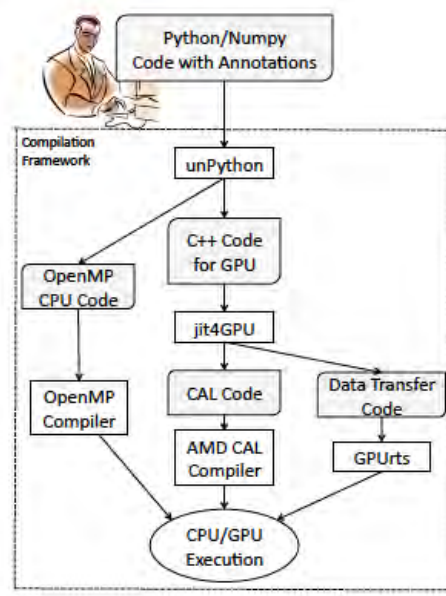 Python/Numpy
Code with Annotations
Compilation
Framework
unPython
C++ Code
for GPU
OpenMP
CPU Code
jit4GPU
OpenMP
Compiler
CAL Code
Data Transfer
Code
AMD CAL
Compiler
GPUrts
CPU/GPU
Execution